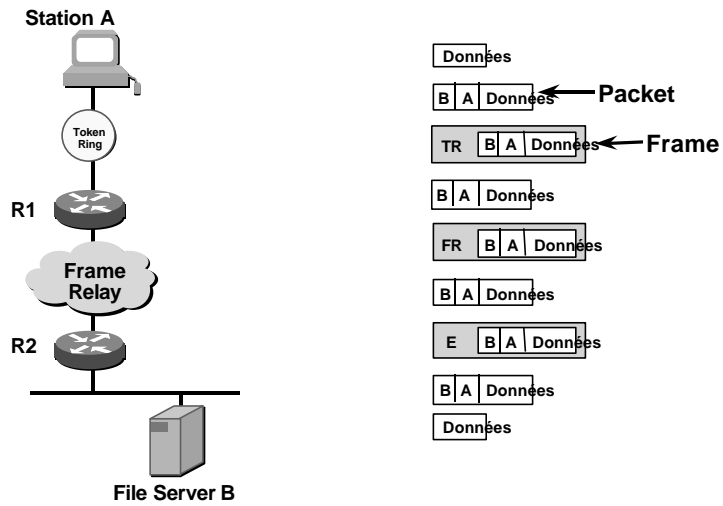 Station A
Token
Ring
R1
Frame
Relay
R2
File Server B
Données
B A Données
Packet
TR B A Données
Frame
B A Données
FR B A Données
B A Données
E B A Données
B A Données
Données